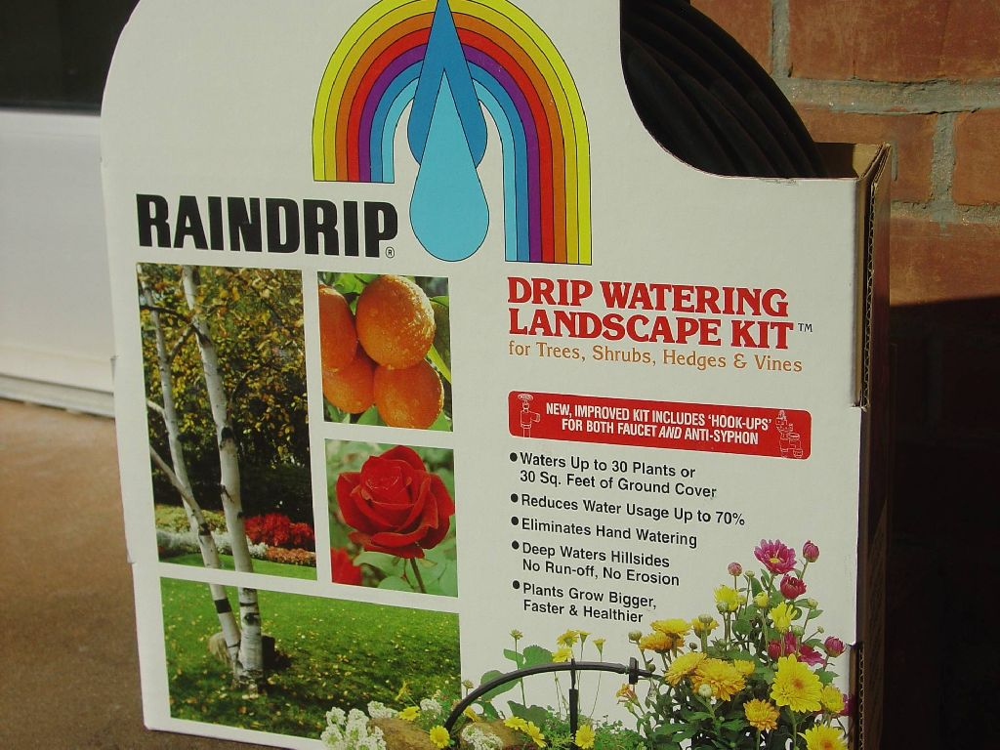 RAINDRIP®
DRIP WATERING
LANDSCAPE KIT™
for Trees, Shrubs, Hedges & Vines
NEW, IMPROVED KIT INCLUDES 'HOOK-UPS'
FOR BOTH FAUCET AND ANTI-SYPHON
• Waters Up to 30 Plants or
30 Sq. Feet of Ground Cover
• Reduces Water Usage Up to 70%
• Eliminates Hand Watering
• Deep Waters Hillsides
No Run-off, No Erosion
• Plants Grow Bigger,
Faster & Healthier